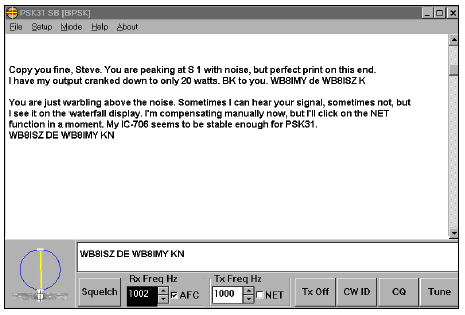 PSK31 SB [BPSK]
File Setup Mode Help About
Copy you fine, Steve. You are peaking at S 1 with noise, but perfect print on this end.
I have my output cranked down to only 20 watts. BK to you. WB8IMY de WB8ISZ K
You are just warbling above the noise. Sometimes I can hear your signal, sometimes not, but
I see it on the waterfall display. I'm compensating manually now, but I'll click on the NET
function in a moment. My IC-706 seems to be stable enough for PSK31.
WB8ISZ DE WB8IMY KN
WB8ISZ DE WB8IMY KN
Rx Freq Hz Tx Freq Hz
Squelch 1002 AFC 1000 NET Tx Off CW ID CQ Tune